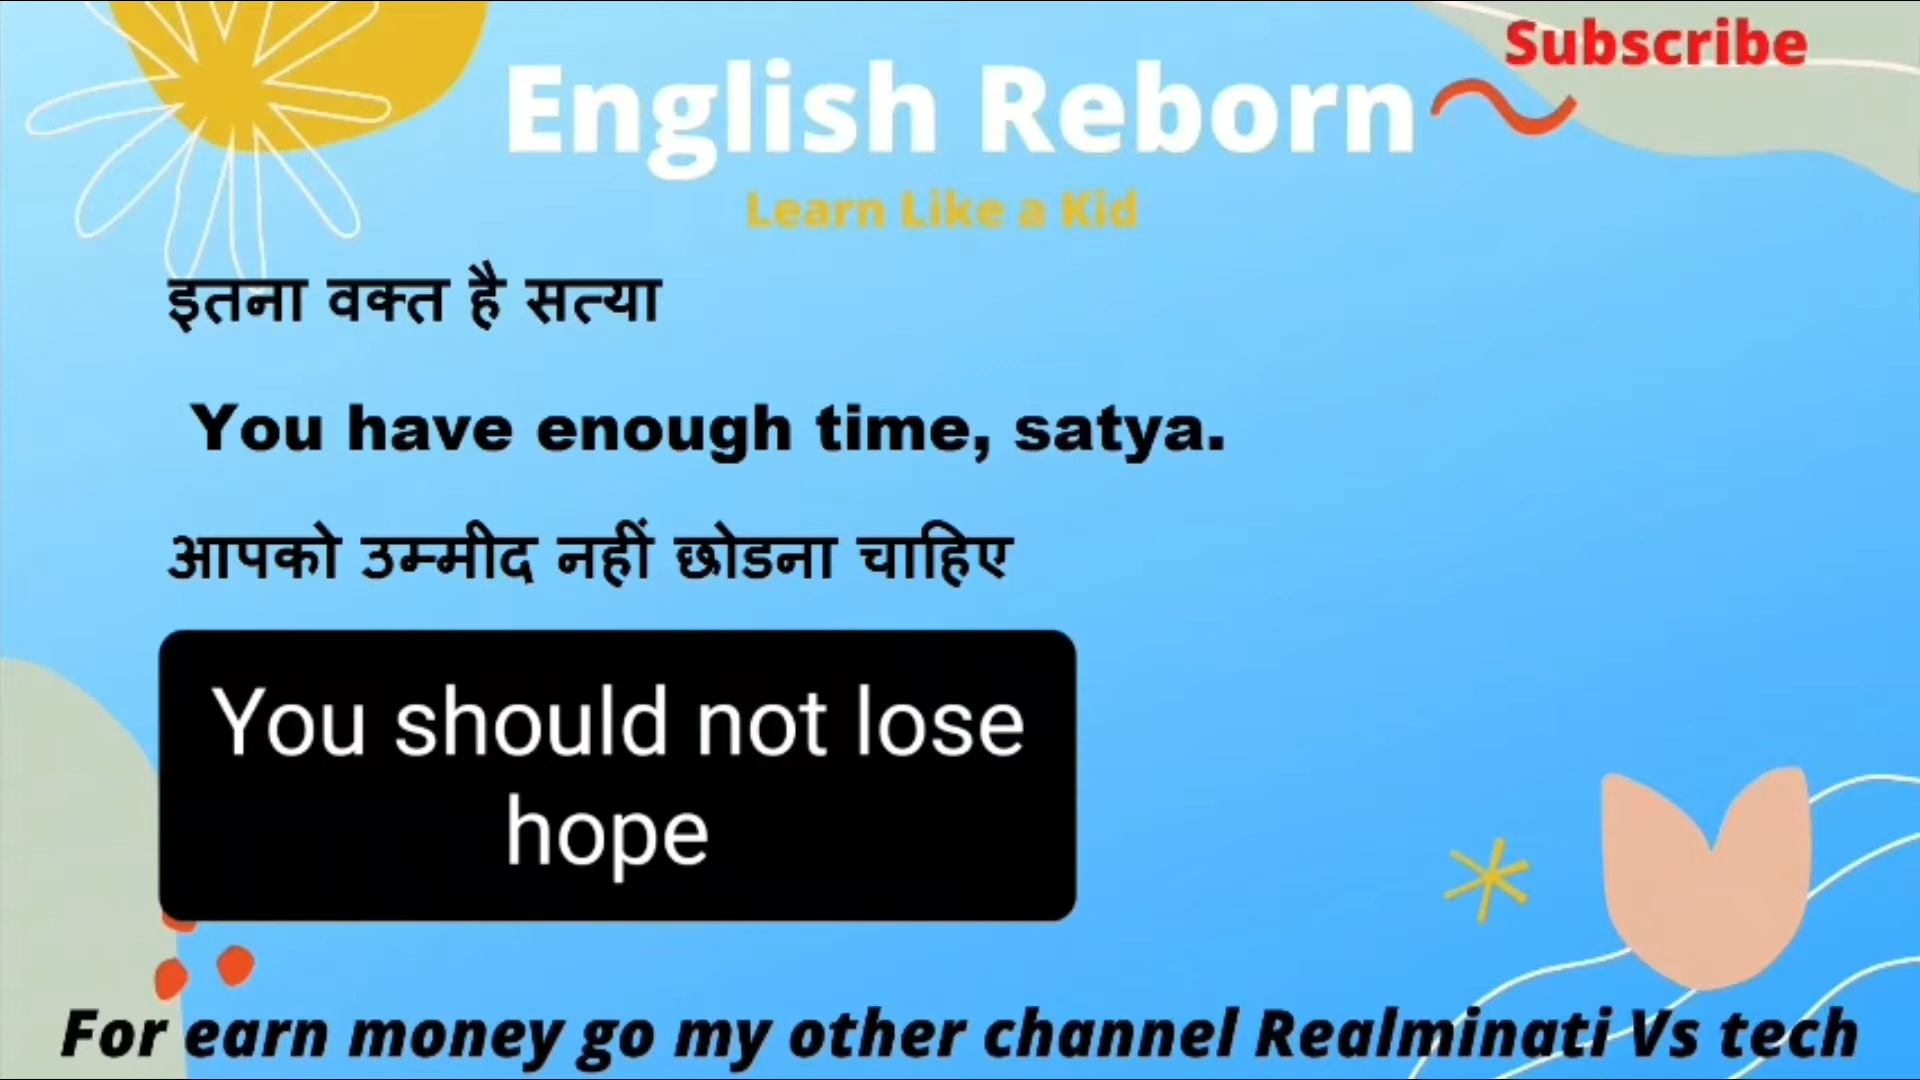 Subscribe
English Reborn
Learn Like a Kid
इतना वक्त है सत्या
You have enough time, satya.
आपको उम्मीद नहीं छोडना चाहिए
You should not lose
hope
For earn money go my other channel Realminati Vs tech